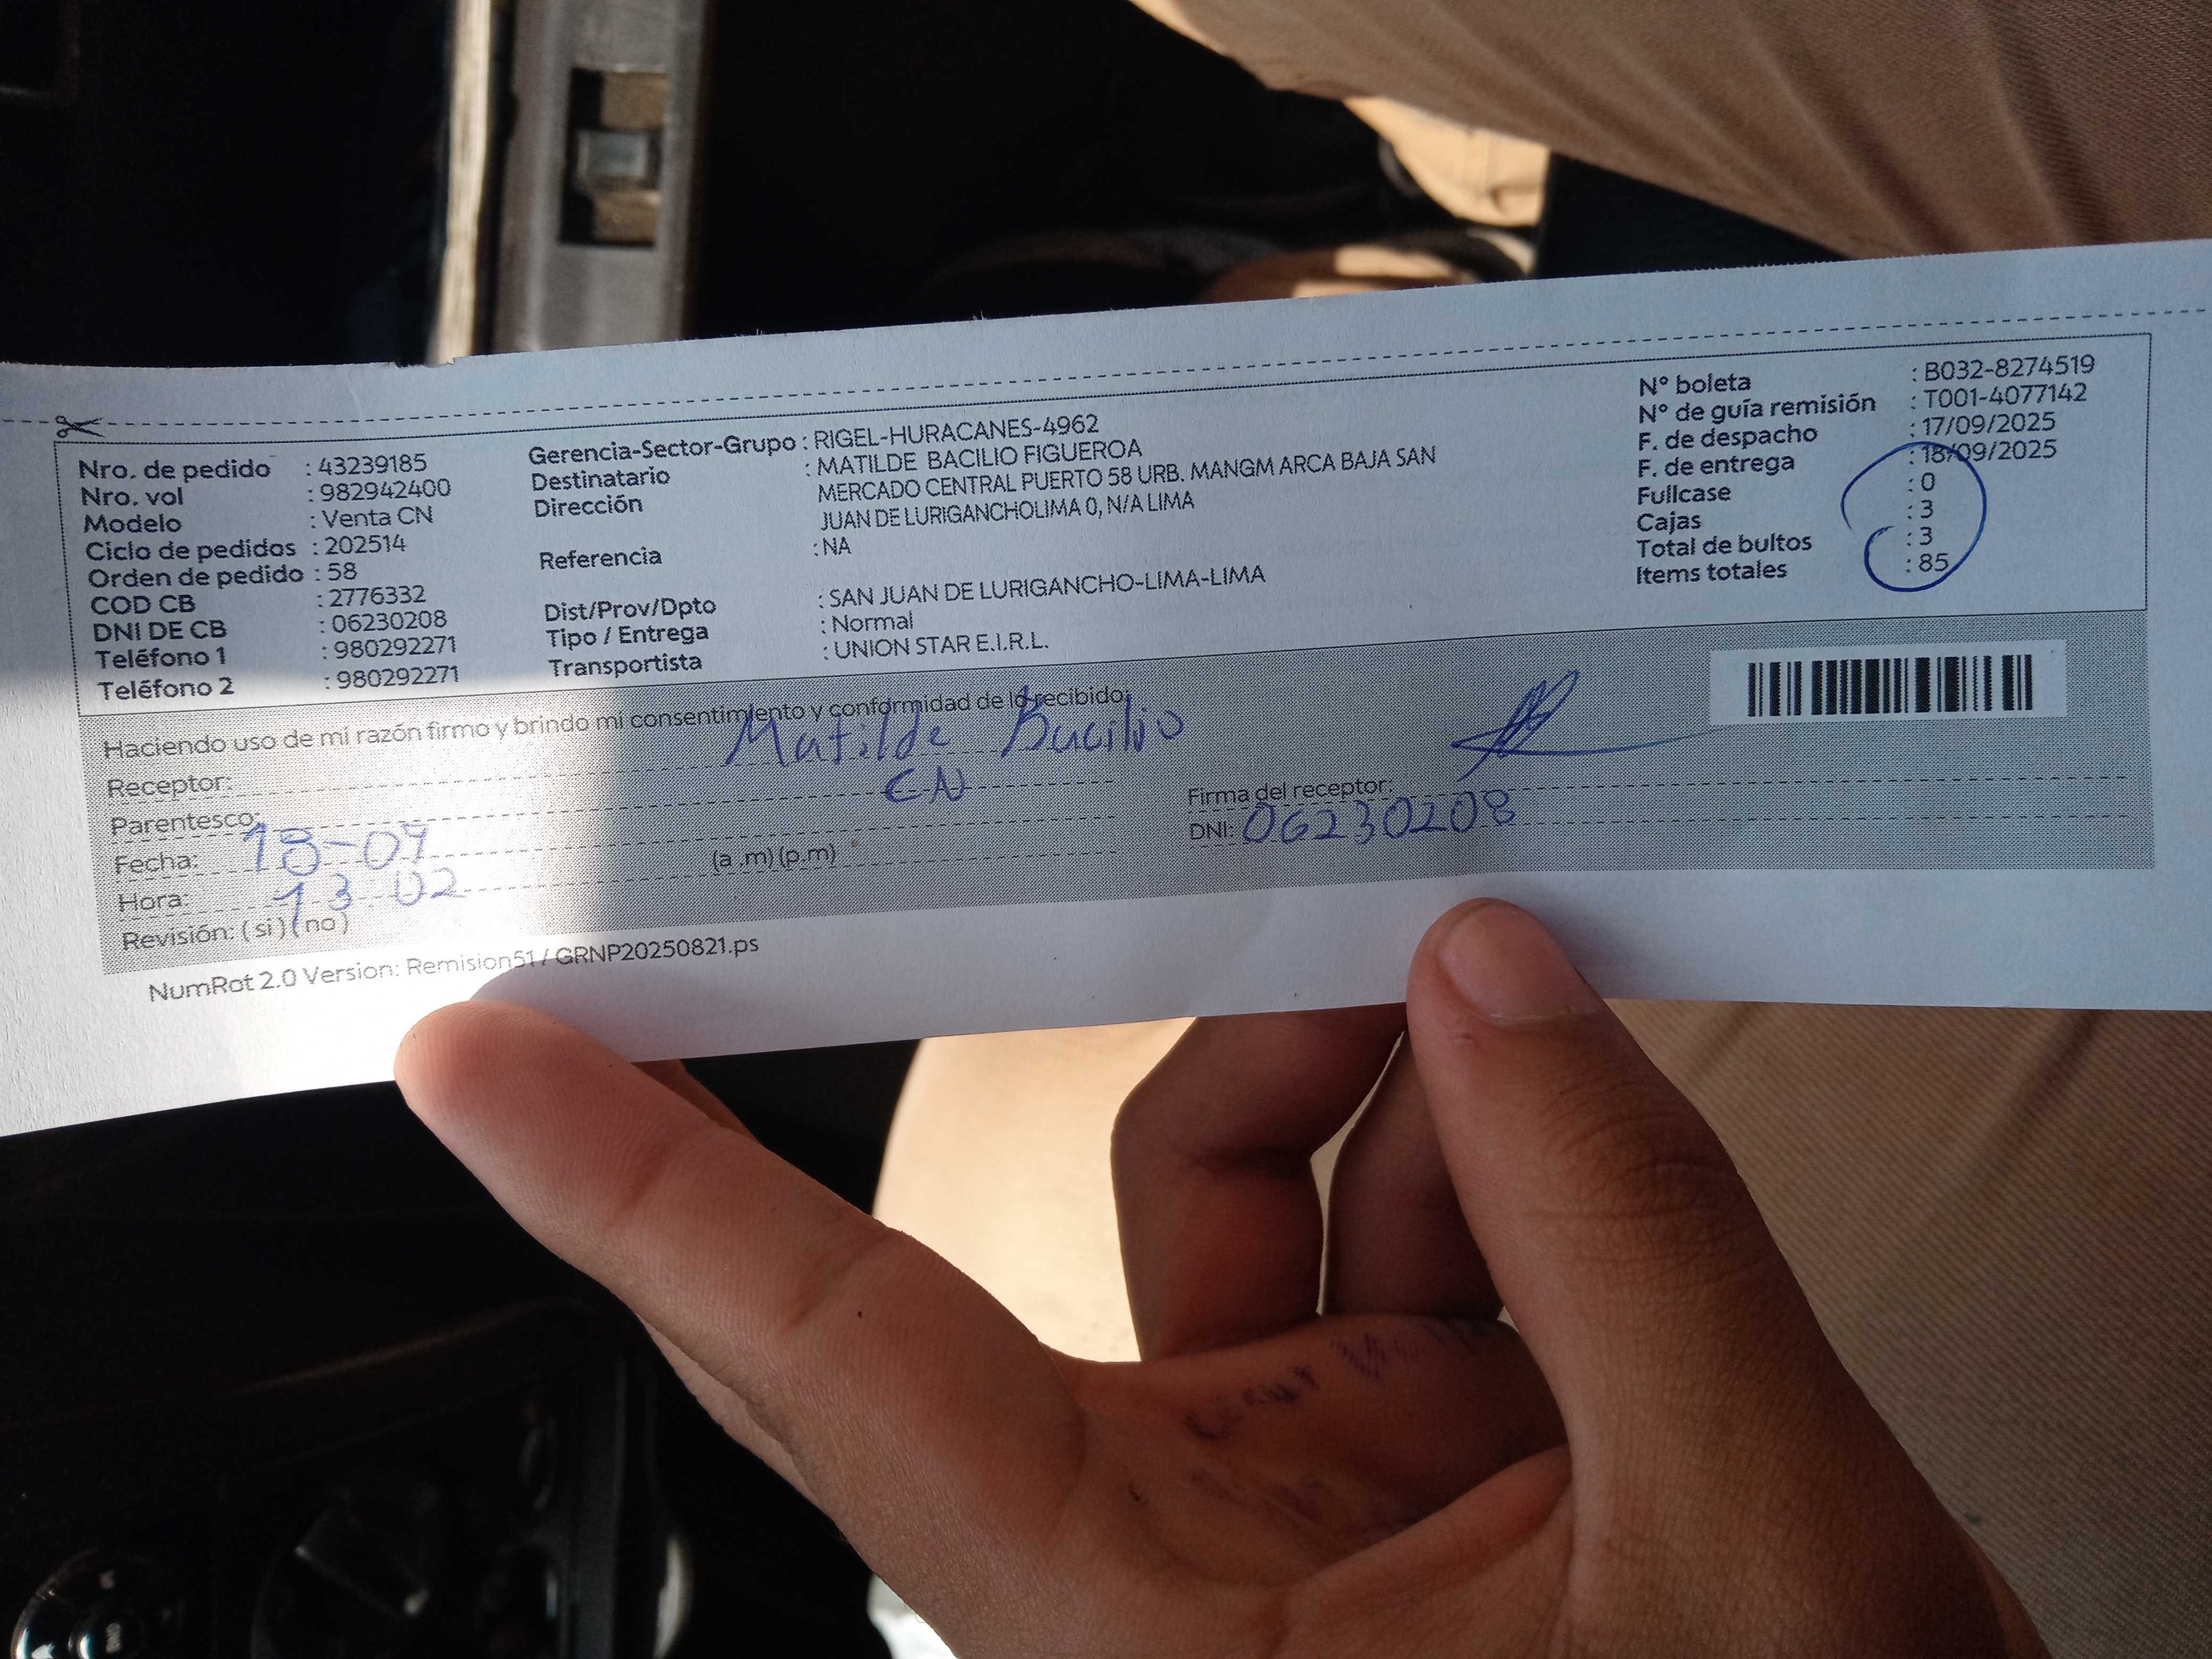 Nro. de pedido : 43239185
Nro. vol : 982942400
Modelo : Venta CN
Ciclo de pedidos : 202514
Orden de pedido : 58
COD CB : 2776332
DNI DE CB : 06230208
Teléfono 1 : 980292271
Teléfono 2 : 980292271
Gerencia-Sector-Grupo : RIGEL-HURACANES-4962
Destinatario : MATILDE BACILIO FIGUEROA
Dirección : MERCADO CENTRAL PUERTO 58 URB. MANGM ARCA BAJA SAN
JUAN DE LURIGANCHOLIMA 0, N/A LIMA
Referencia : NA
Dist/Prov/Dpto : SAN JUAN DE LURIGANCHO-LIMA-LIMA
Tipo / Entrega : Normal
Transportista : UNION STAR E.I.R.L.
N° boleta : B032-8274519
N° de guía remisión : T001-4077142
F. de despacho : 17/09/2025
F. de entrega : 18/09/2025
Fullcase : 0
Cajas : 3
Total de bultos : 3
Items totales : 85
Haciendo uso de mi razón firmo y brindo mi consentimiento y conformidad de lo recibido:
Receptor: Matilde Bacilio
Parentesco: CN
Fecha: 18-09
Hora: 13 02 (a .m) (p.m)
Revisión: ( si ) ( no )
Firma del receptor:
DNI: 06230208
NumRot 2.0 Version: Remision51 / GRNP20250821.ps